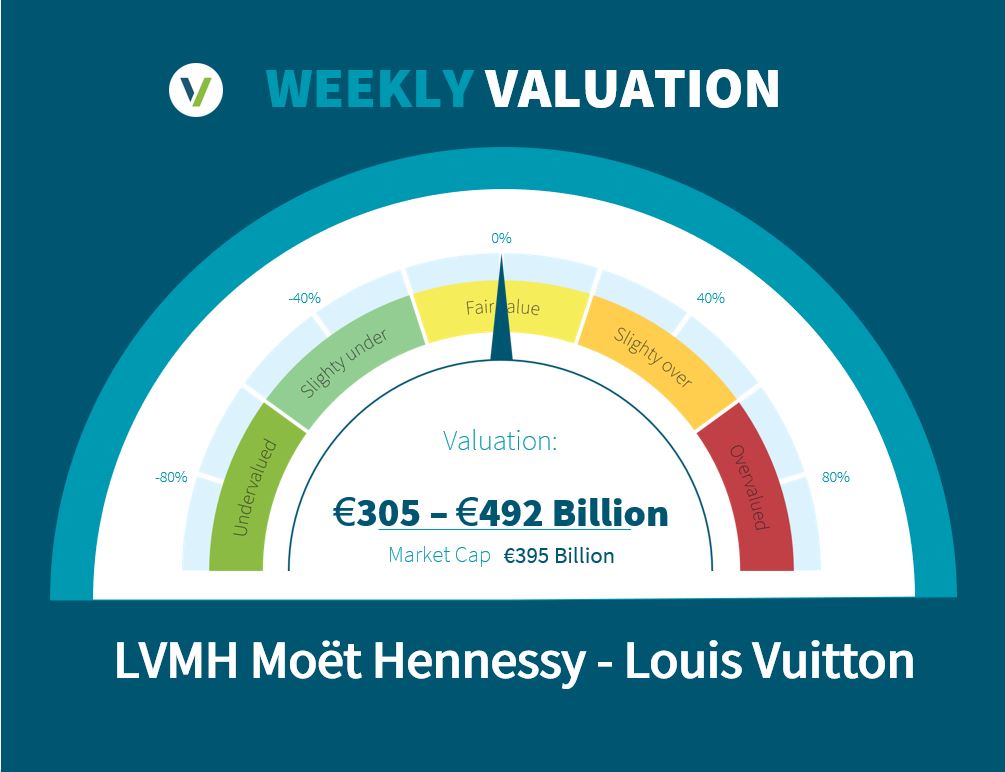 WEEKLY VALUATION
0%
-40%
40%
Fair alue
Slighty under
Slighty over
-80%
80%
Undervalued
Overvalued
Valuation:
€305 – €492 Billion
Market Cap €395 Billion
LVMH Moët Hennessy - Louis Vuitton